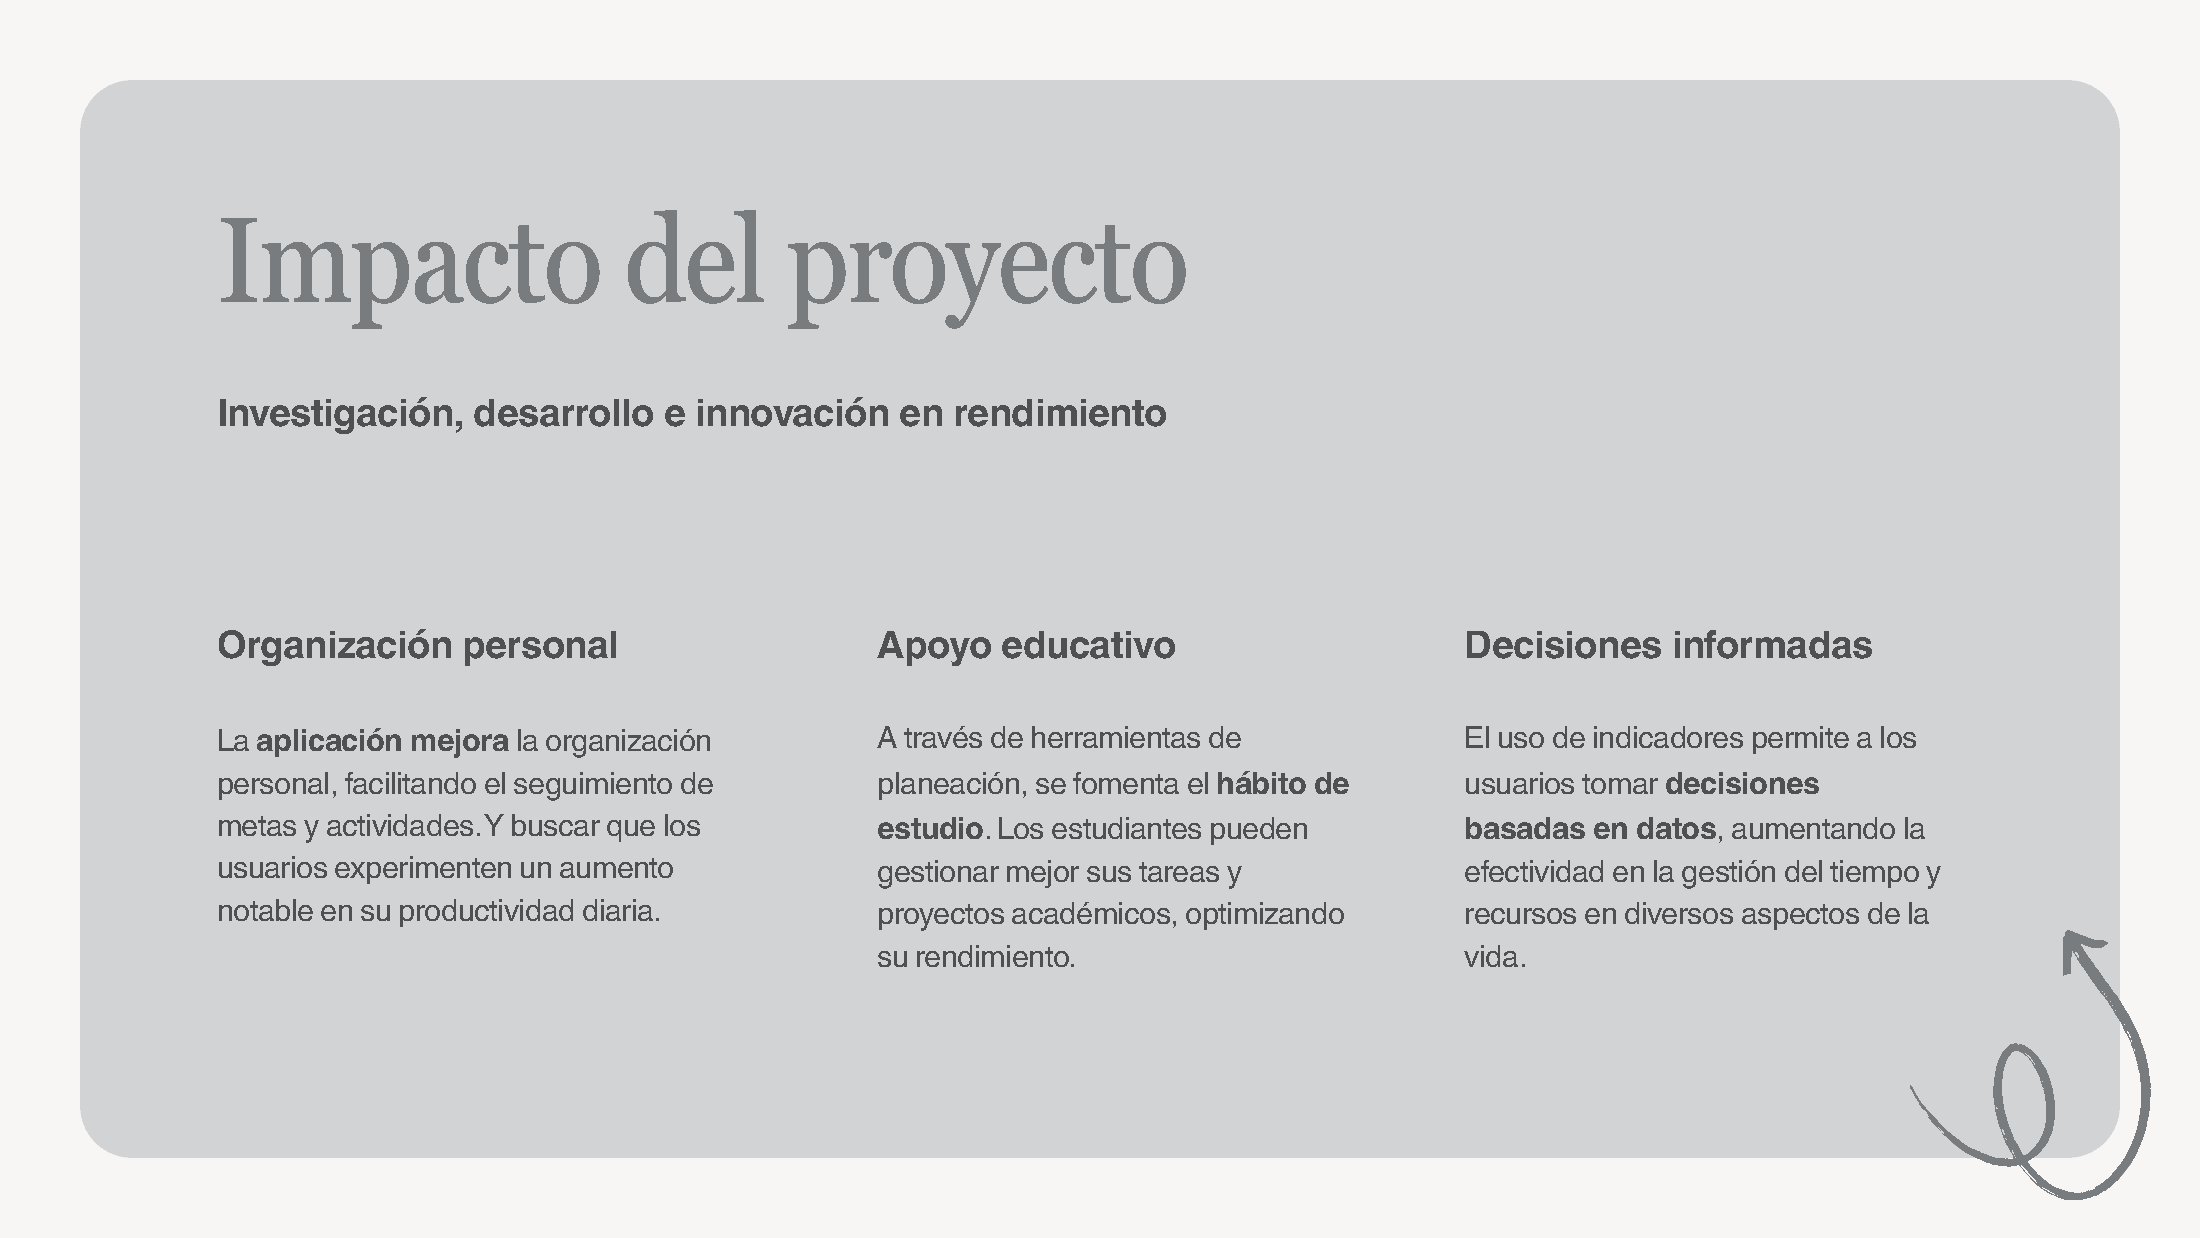 Impacto del proyecto
Investigación, desarrollo e innovación en rendimiento
Organización personal
La aplicación mejora la organización
personal, facilitando el seguimiento de
metas y actividades. Y buscar que los
usuarios experimenten un aumento
notable en su productividad diaria.
Apoyo educativo
A través de herramientas de
planeación, se fomenta el hábito de
estudio. Los estudiantes pueden
gestionar mejor sus tareas y
proyectos académicos, optimizando
su rendimiento.
Decisiones informadas
El uso de indicadores permite a los
usuarios tomar decisiones
basadas en datos, aumentando la
efectividad en la gestión del tiempo y
recursos en diversos aspectos de la
vida.